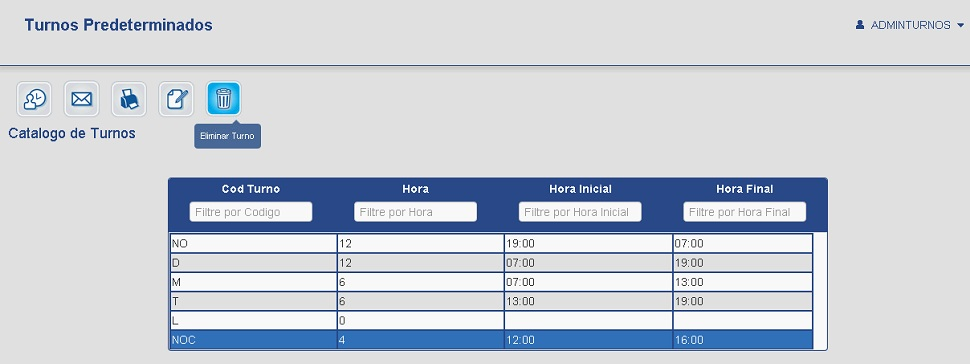 Turnos Predeterminados
ADMINTURNOS
Catalogo de Turnos
Eliminar Turno
Cod Turno Hora Hora Inicial Hora Final
Filtre por Codigo Filtre por Hora Filtre por Hora Inicial Filtre por Hora Final
NO 12 19:00 07:00
D 12 07:00 19:00
M 6 07:00 13:00
T 6 13:00 19:00
L 0
NOC 4 12:00 16:00